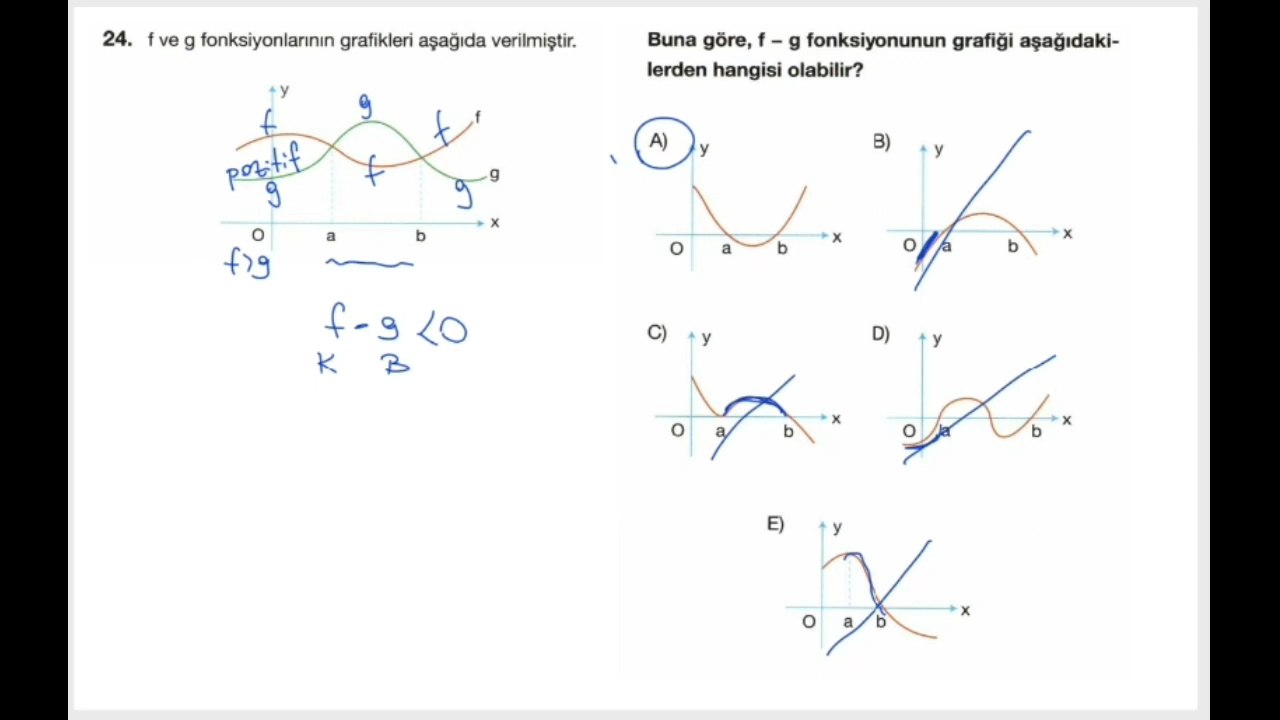 24. f ve g fonksiyonlarının grafikleri aşağıda verilmiştir.
y
g
f
f
f
pozitif
f
g
g
g
x
O
a
b
f>g
f - g <0
K B
Buna göre, f – g fonksiyonunun grafiği aşağıdaki-
lerden hangisi olabilir?
A)
y
x
O
a
b
B)
y
x
O
a
b
C)
y
x
O
a
b
D)
y
x
O
a
b
E)
y
x
O
a
b